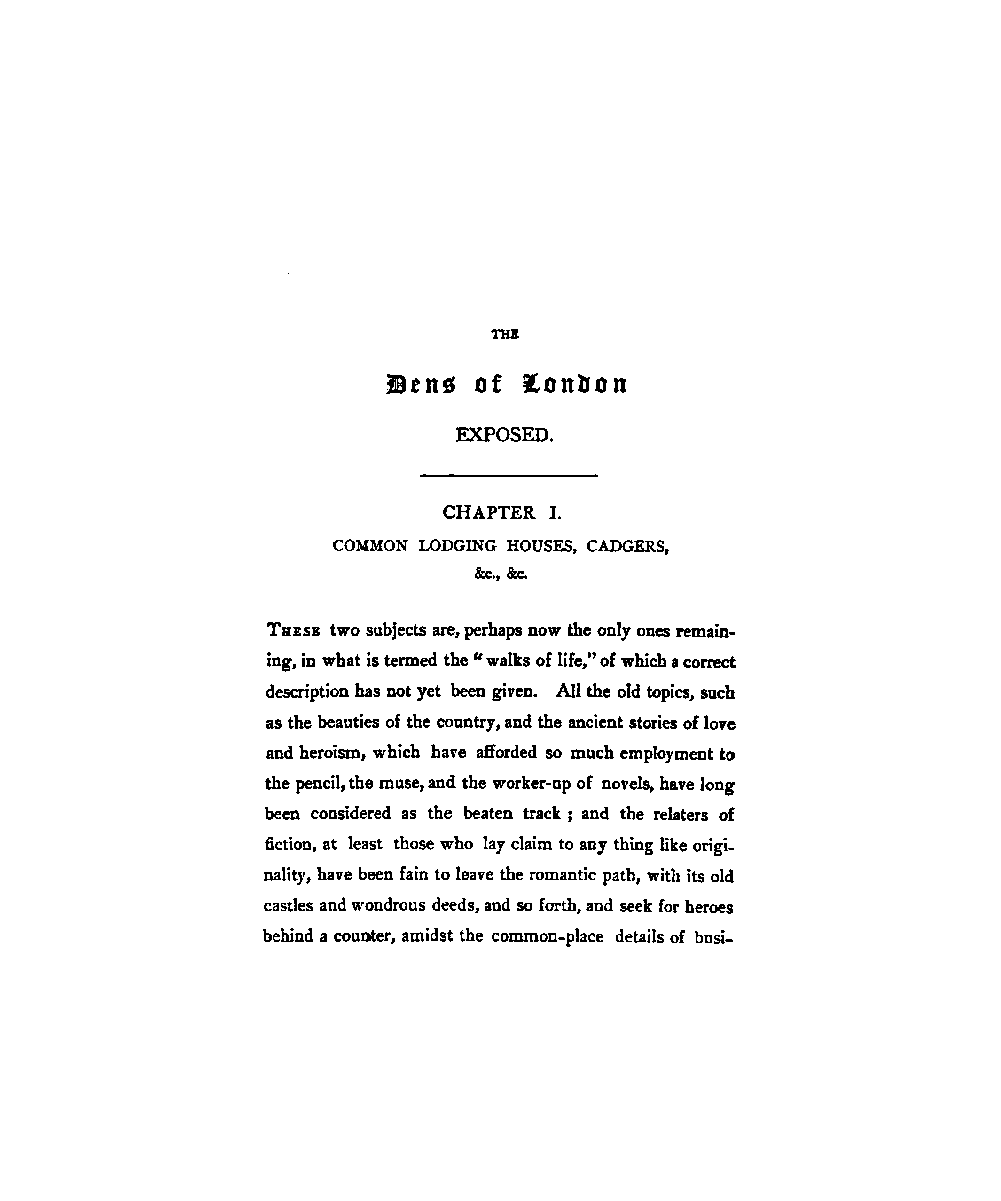 THE
Dens of London
EXPOSED.
CHAPTER I.
COMMON LODGING HOUSES, CADGERS,
&c., &c.
THESE two subjects are, perhaps now the only ones remain-
ing, in what is termed the "walks of life," of which a correct
description has not yet been given. All the old topics, such
as the beauties of the country, and the ancient stories of love
and heroism, which have afforded so much employment to
the pencil, the muse, and the worker-up of novels, have long
been considered as the beaten track; and the relaters of
fiction, at least those who lay claim to any thing like origi-
nality, have been fain to leave the romantic path, with its old
castles and wondrous deeds, and so forth, and seek for heroes
behind a counter, amidst the common-place details of busi-